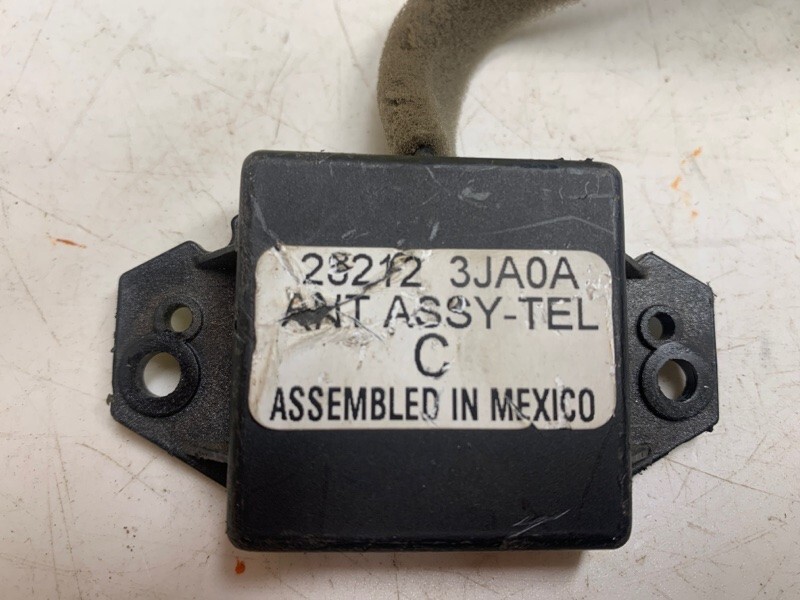 28212 3JA0A
ANT ASSY-TEL
C
ASSEMBLED IN MEXICO